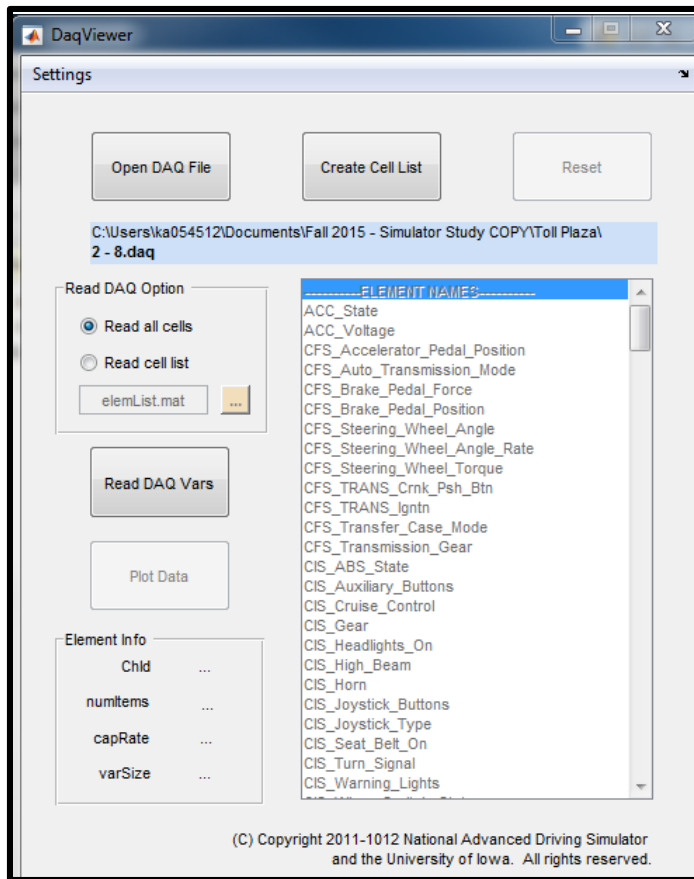 DaqViewer
Settings
Open DAQ File
Create Cell List
Reset
C:\Users\ka054512\Documents\Fall 2015 - Simulator Study COPY\Toll Plaza\
2 - 8.daq
Read DAQ Option
Read all cells
Read cell list
elemList.mat
...
Read DAQ Vars
Plot Data
Element Info
ChId ...
numItems ...
capRate ...
varSize ...
----------ELEMENT NAMES----------
ACC_State
ACC_Voltage
CFS_Accelerator_Pedal_Position
CFS_Auto_Transmission_Mode
CFS_Brake_Pedal_Force
CFS_Brake_Pedal_Position
CFS_Steering_Wheel_Angle
CFS_Steering_Wheel_Angle_Rate
CFS_Steering_Wheel_Torque
CFS_TRANS_Crnk_Psh_Btn
CFS_TRANS_Igntn
CFS_Transfer_Case_Mode
CFS_Transmission_Gear
CIS_ABS_State
CIS_Auxiliary_Buttons
CIS_Cruise_Control
CIS_Gear
CIS_Headlights_On
CIS_High_Beam
CIS_Horn
CIS_Joystick_Buttons
CIS_Joystick_Type
CIS_Seat_Belt_On
CIS_Turn_Signal
CIS_Warning_Lights
(C) Copyright 2011-1012 National Advanced Driving Simulator
and the University of Iowa. All rights reserved.